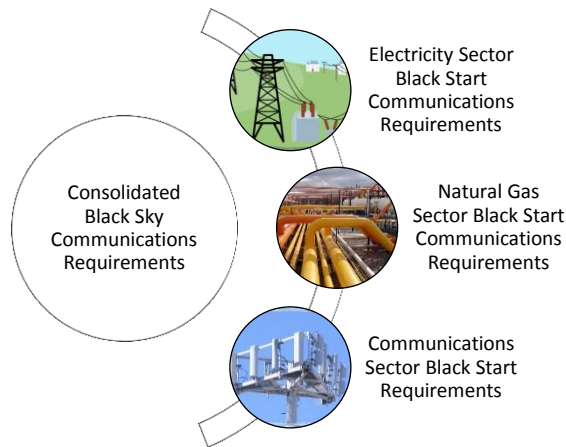 Electricity Sector
Black Start
Communications
Requirements
Consolidated
Black Sky
Communications
Requirements
Natural Gas
Sector Black Start
Communications
Requirements
Communications
Sector Black Start
Requirements